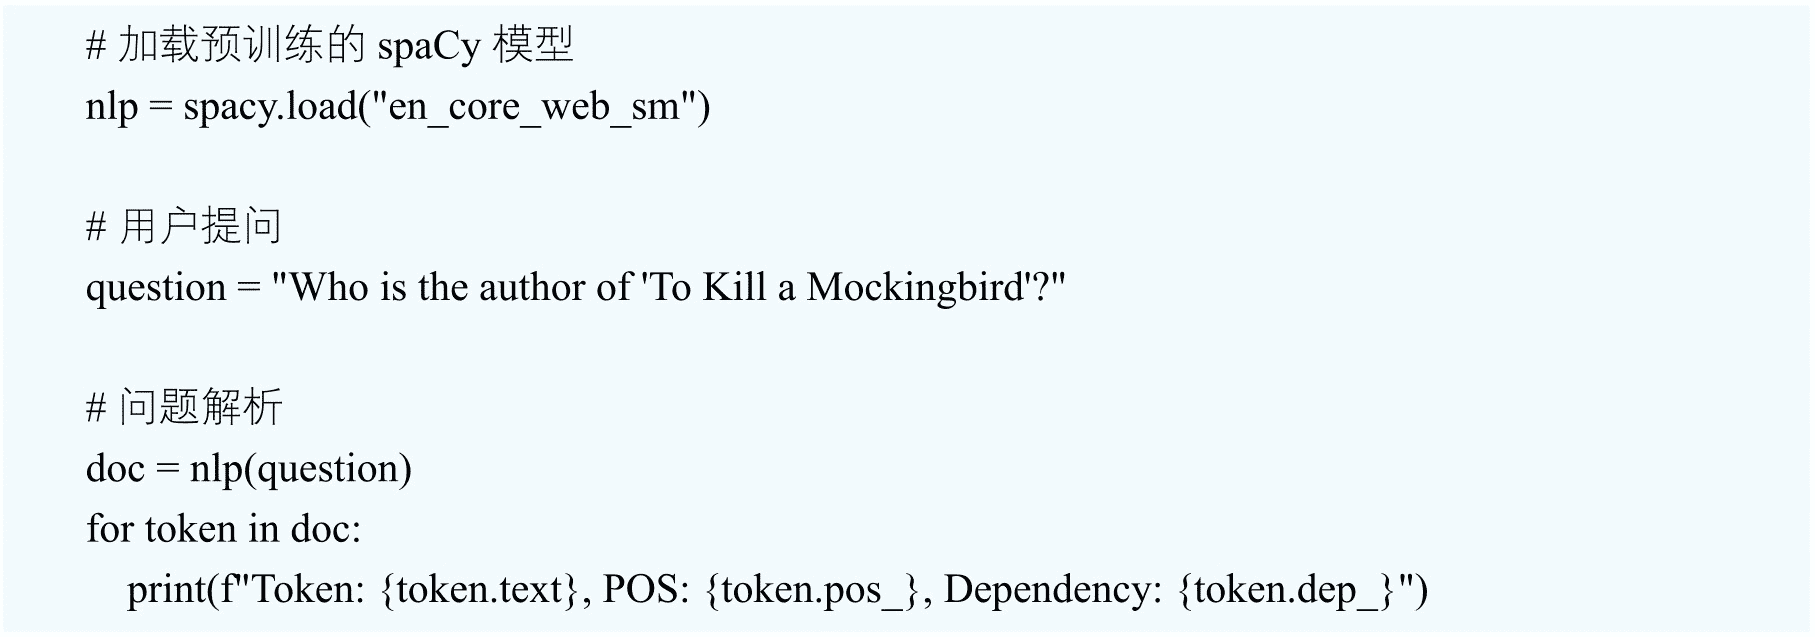 # 加载预训练的 spaCy 模型
nlp = spacy.load("en_core_web_sm")
# 用户提问
question = "Who is the author of 'To Kill a Mockingbird'?"
# 问题解析
doc = nlp(question)
for token in doc:
    print(f"Token: {token.text}, POS: {token.pos_}, Dependency: {token.dep_}")